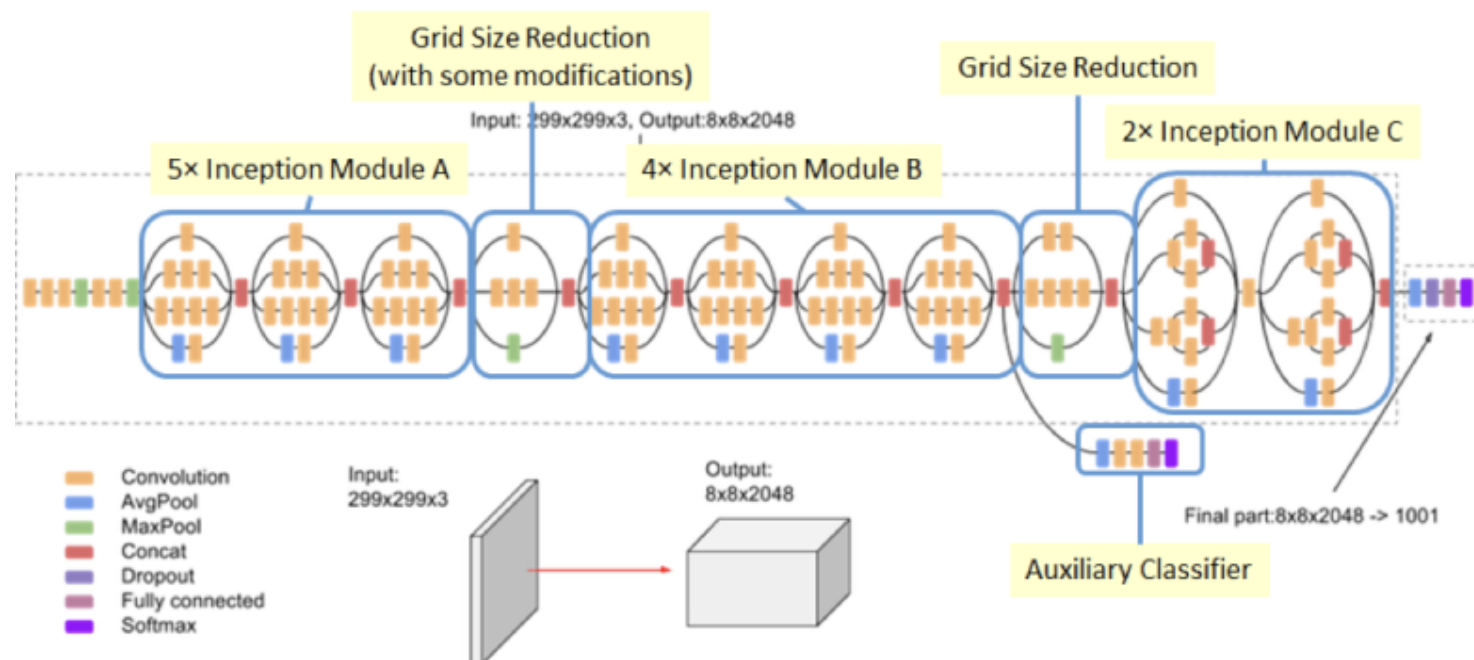 Grid Size Reduction
(with some modifications)
Grid Size Reduction
Input: 299x299x3, Output:8x8x2048
2× Inception Module C
5× Inception Module A
4× Inception Module B
Convolution
AvgPool
MaxPool
Concat
Dropout
Fully connected
Softmax
Input:
299x299x3
Output:
8x8x2048
Final part:8x8x2048 -> 1001
Auxiliary Classifier